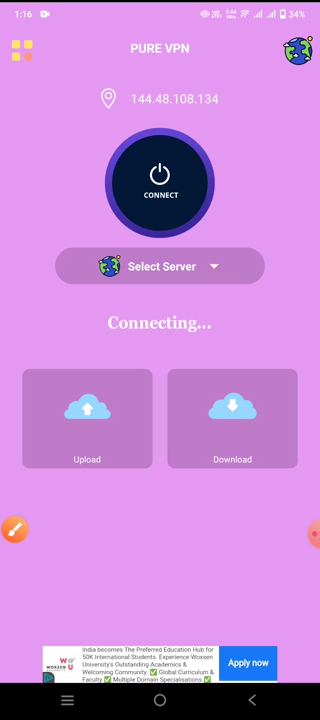 1:16
34%
PURE VPN
144.48.108.134
CONNECT
Select Server
Connecting...
Upload
Download
India becomes The Preferred Education Hub for
50K International Students. Experience Woxsen
University's Outstanding Academics &
Welcoming Community. ✅ Global Curriculum &
Faculty ✅ Multiple Domain Specialisations ✅
WOXSEN
Apply now